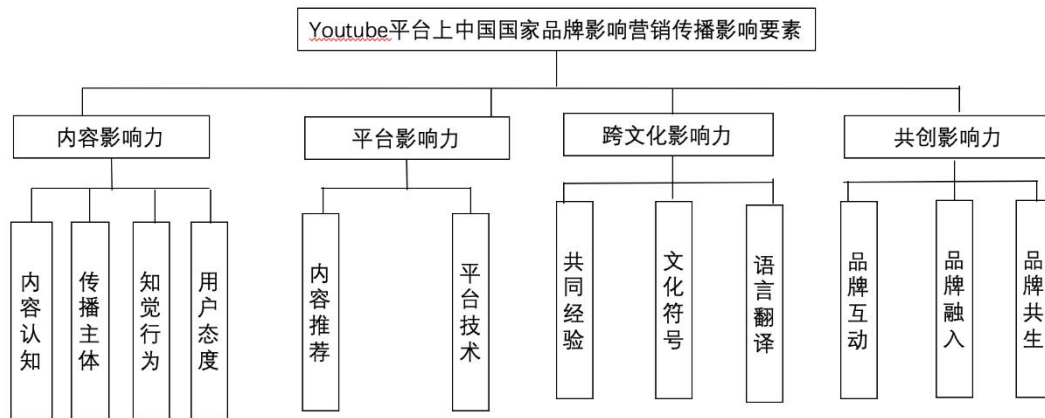 Youtube平台上中国国家品牌影响营销传播影响要素
内容影响力
平台影响力
跨文化影响力
共创影响力
内容认知
传播主体
知觉行为
用户态度
内容推荐
平台技术
共同经验
文化符号
语言翻译
品牌互动
品牌融入
品牌共生